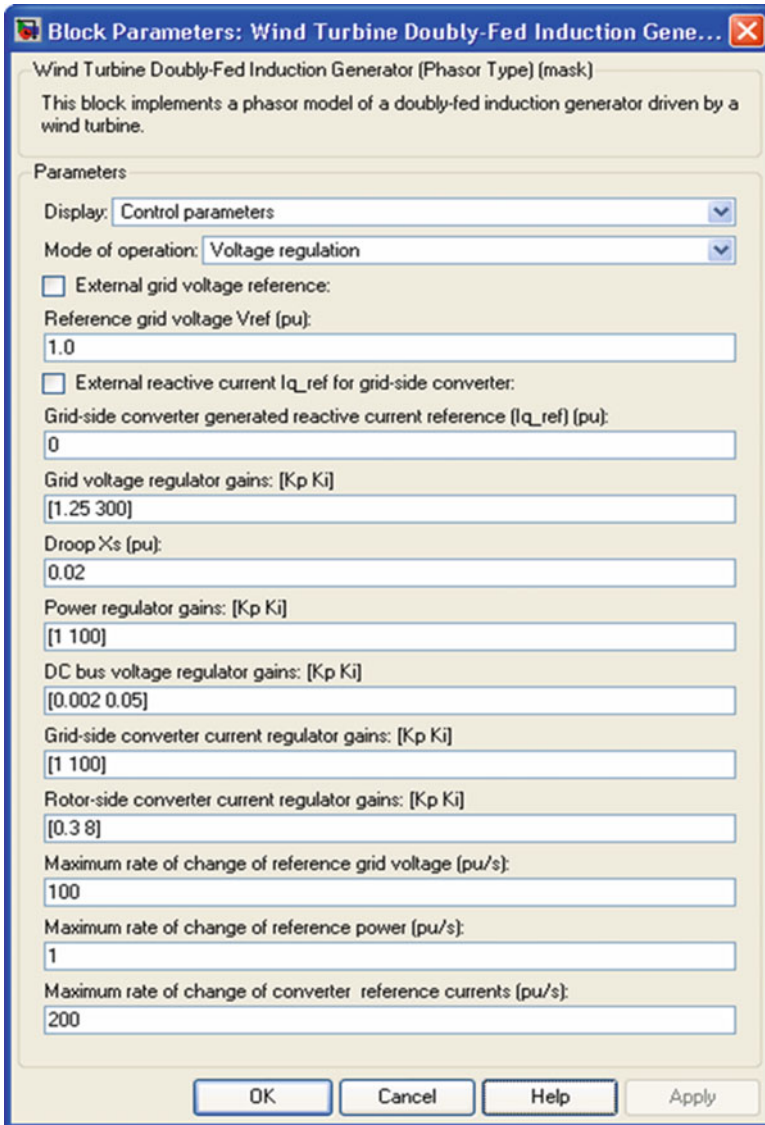 Block Parameters: Wind Turbine Doubly-Fed Induction Gene...
Wind Turbine Doubly-Fed Induction Generator (Phasor Type) (mask)
This block implements a phasor model of a doubly-fed induction generator driven by a
wind turbine.
Parameters
Display: Control parameters
Mode of operation: Voltage regulation
External grid voltage reference:
Reference grid voltage Vref (pu):
1.0
External reactive current Iq_ref for grid-side converter:
Grid-side converter generated reactive current reference (Iq_ref) (pu):
0
Grid voltage regulator gains: [Kp Ki]
[1.25 300]
Droop Xs (pu):
0.02
Power regulator gains: [Kp Ki]
[1 100]
DC bus voltage regulator gains: [Kp Ki]
[0.002 0.05]
Grid-side converter current regulator gains: [Kp Ki]
[1 100]
Rotor-side converter current regulator gains: [Kp Ki]
[0.3 8]
Maximum rate of change of reference grid voltage (pu/s):
100
Maximum rate of change of reference power (pu/s):
1
Maximum rate of change of converter reference currents (pu/s):
200
OK Cancel Help Apply